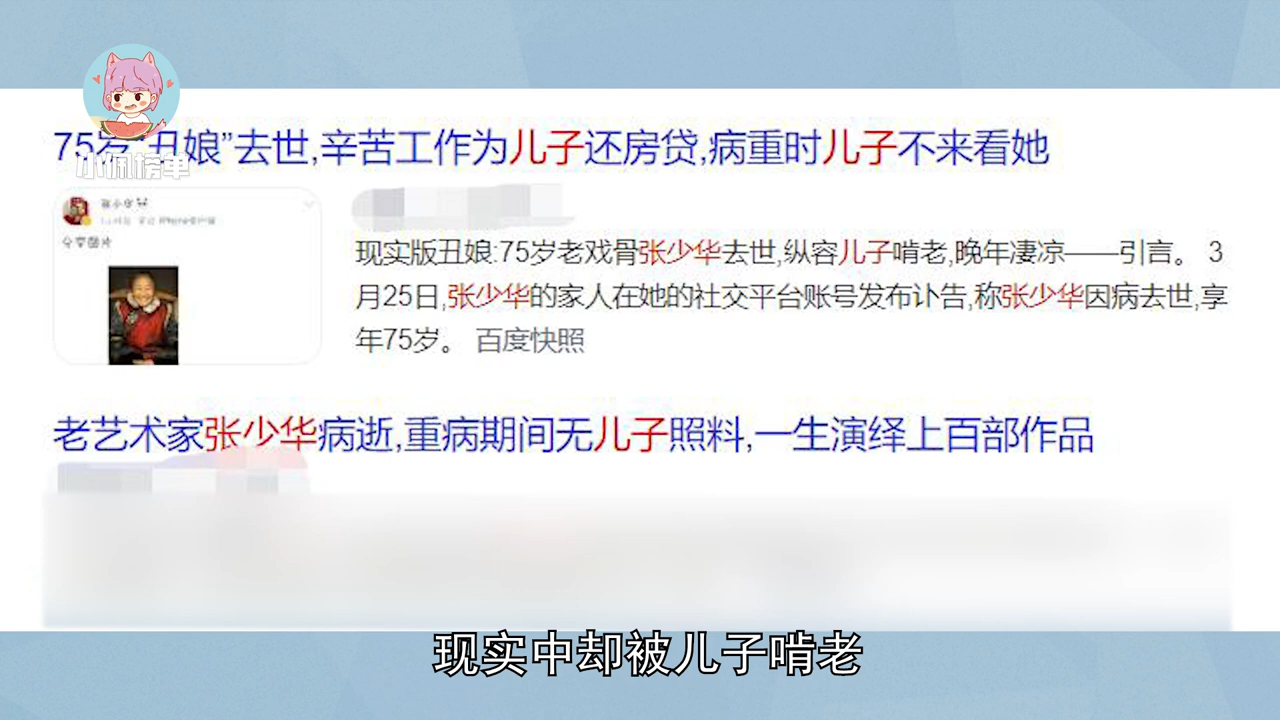 75岁“丑娘”去世,辛苦工作为儿子还房贷,病重时儿子不来看她
小佩榜单
分享图片
现实版丑娘:75岁老戏骨张少华去世,纵容儿子啃老,晚年凄凉——引言。 3
月25日,张少华的家人在她的社交平台账号发布讣告,称张少华因病去世,享
年75岁。 百度快照
老艺术家张少华病逝,重病期间无儿子照料,一生演绎上百部作品
现实中却被儿子啃老